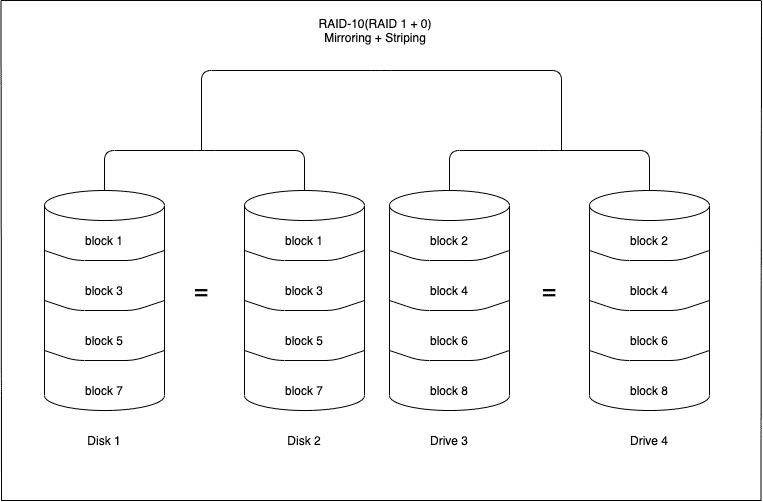 RAID-10(RAID 1 + 0)
Mirroring + Striping
block 1
block 1
block 2
block 2
block 3
=
block 3
block 4
=
block 4
block 5
block 5
block 6
block 6
block 7
block 7
block 8
block 8
Disk 1
Disk 2
Drive 3
Drive 4